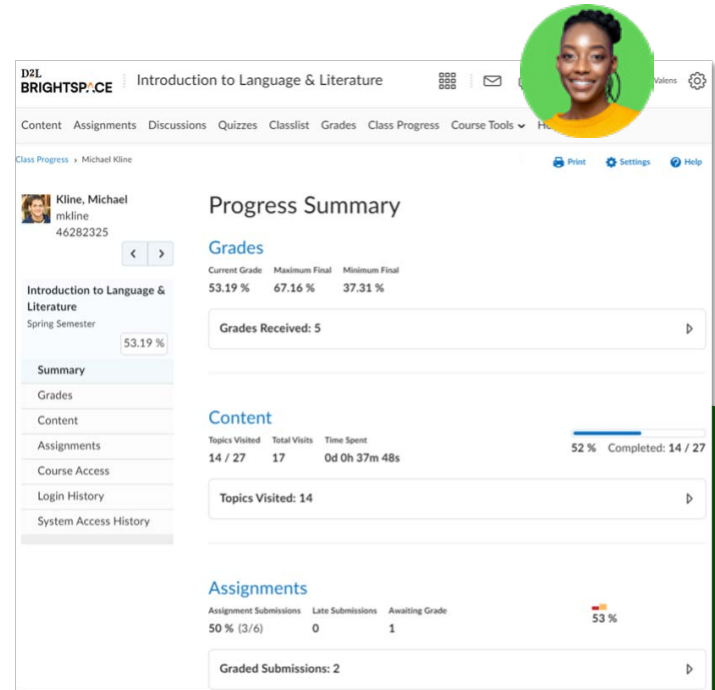 D2L
BRIGHTSPACE Introduction to Language & Literature Valens
Content Assignments Discussions Quizzes Classlist Grades Class Progress Course Tools
Class Progress › Michael Kline Print Settings Help
Kline, Michael
mkline
46282325
Introduction to Language &
Literature
Spring Semester
53.19 %
Summary
Grades
Content
Assignments
Course Access
Login History
System Access History
Progress Summary
Grades
Current Grade Maximum Final Minimum Final
53.19 % 67.16 % 37.31 %
Grades Received: 5
Content
Topics Visited Total Visits Time Spent
14 / 27 17 0d 0h 37m 48s
52 % Completed: 14 / 27
Topics Visited: 14
Assignments
Assignment Submissions Late Submissions Awaiting Grade
50 % (3/6) 0 1
53 %
Graded Submissions: 2